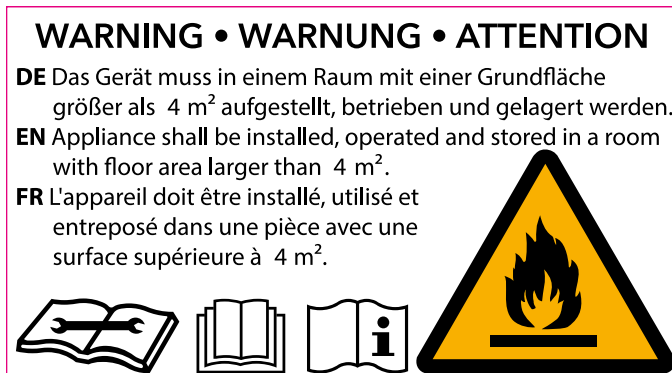 WARNING • WARNUNG • ATTENTION
DE Das Gerät muss in einem Raum mit einer Grundfläche
größer als 4 m² aufgestellt, betrieben und gelagert werden.
EN Appliance shall be installed, operated and stored in a room
with floor area larger than 4 m².
FR L'appareil doit être installé, utilisé et
entreposé dans une pièce avec une
surface supérieure à 4 m².
i